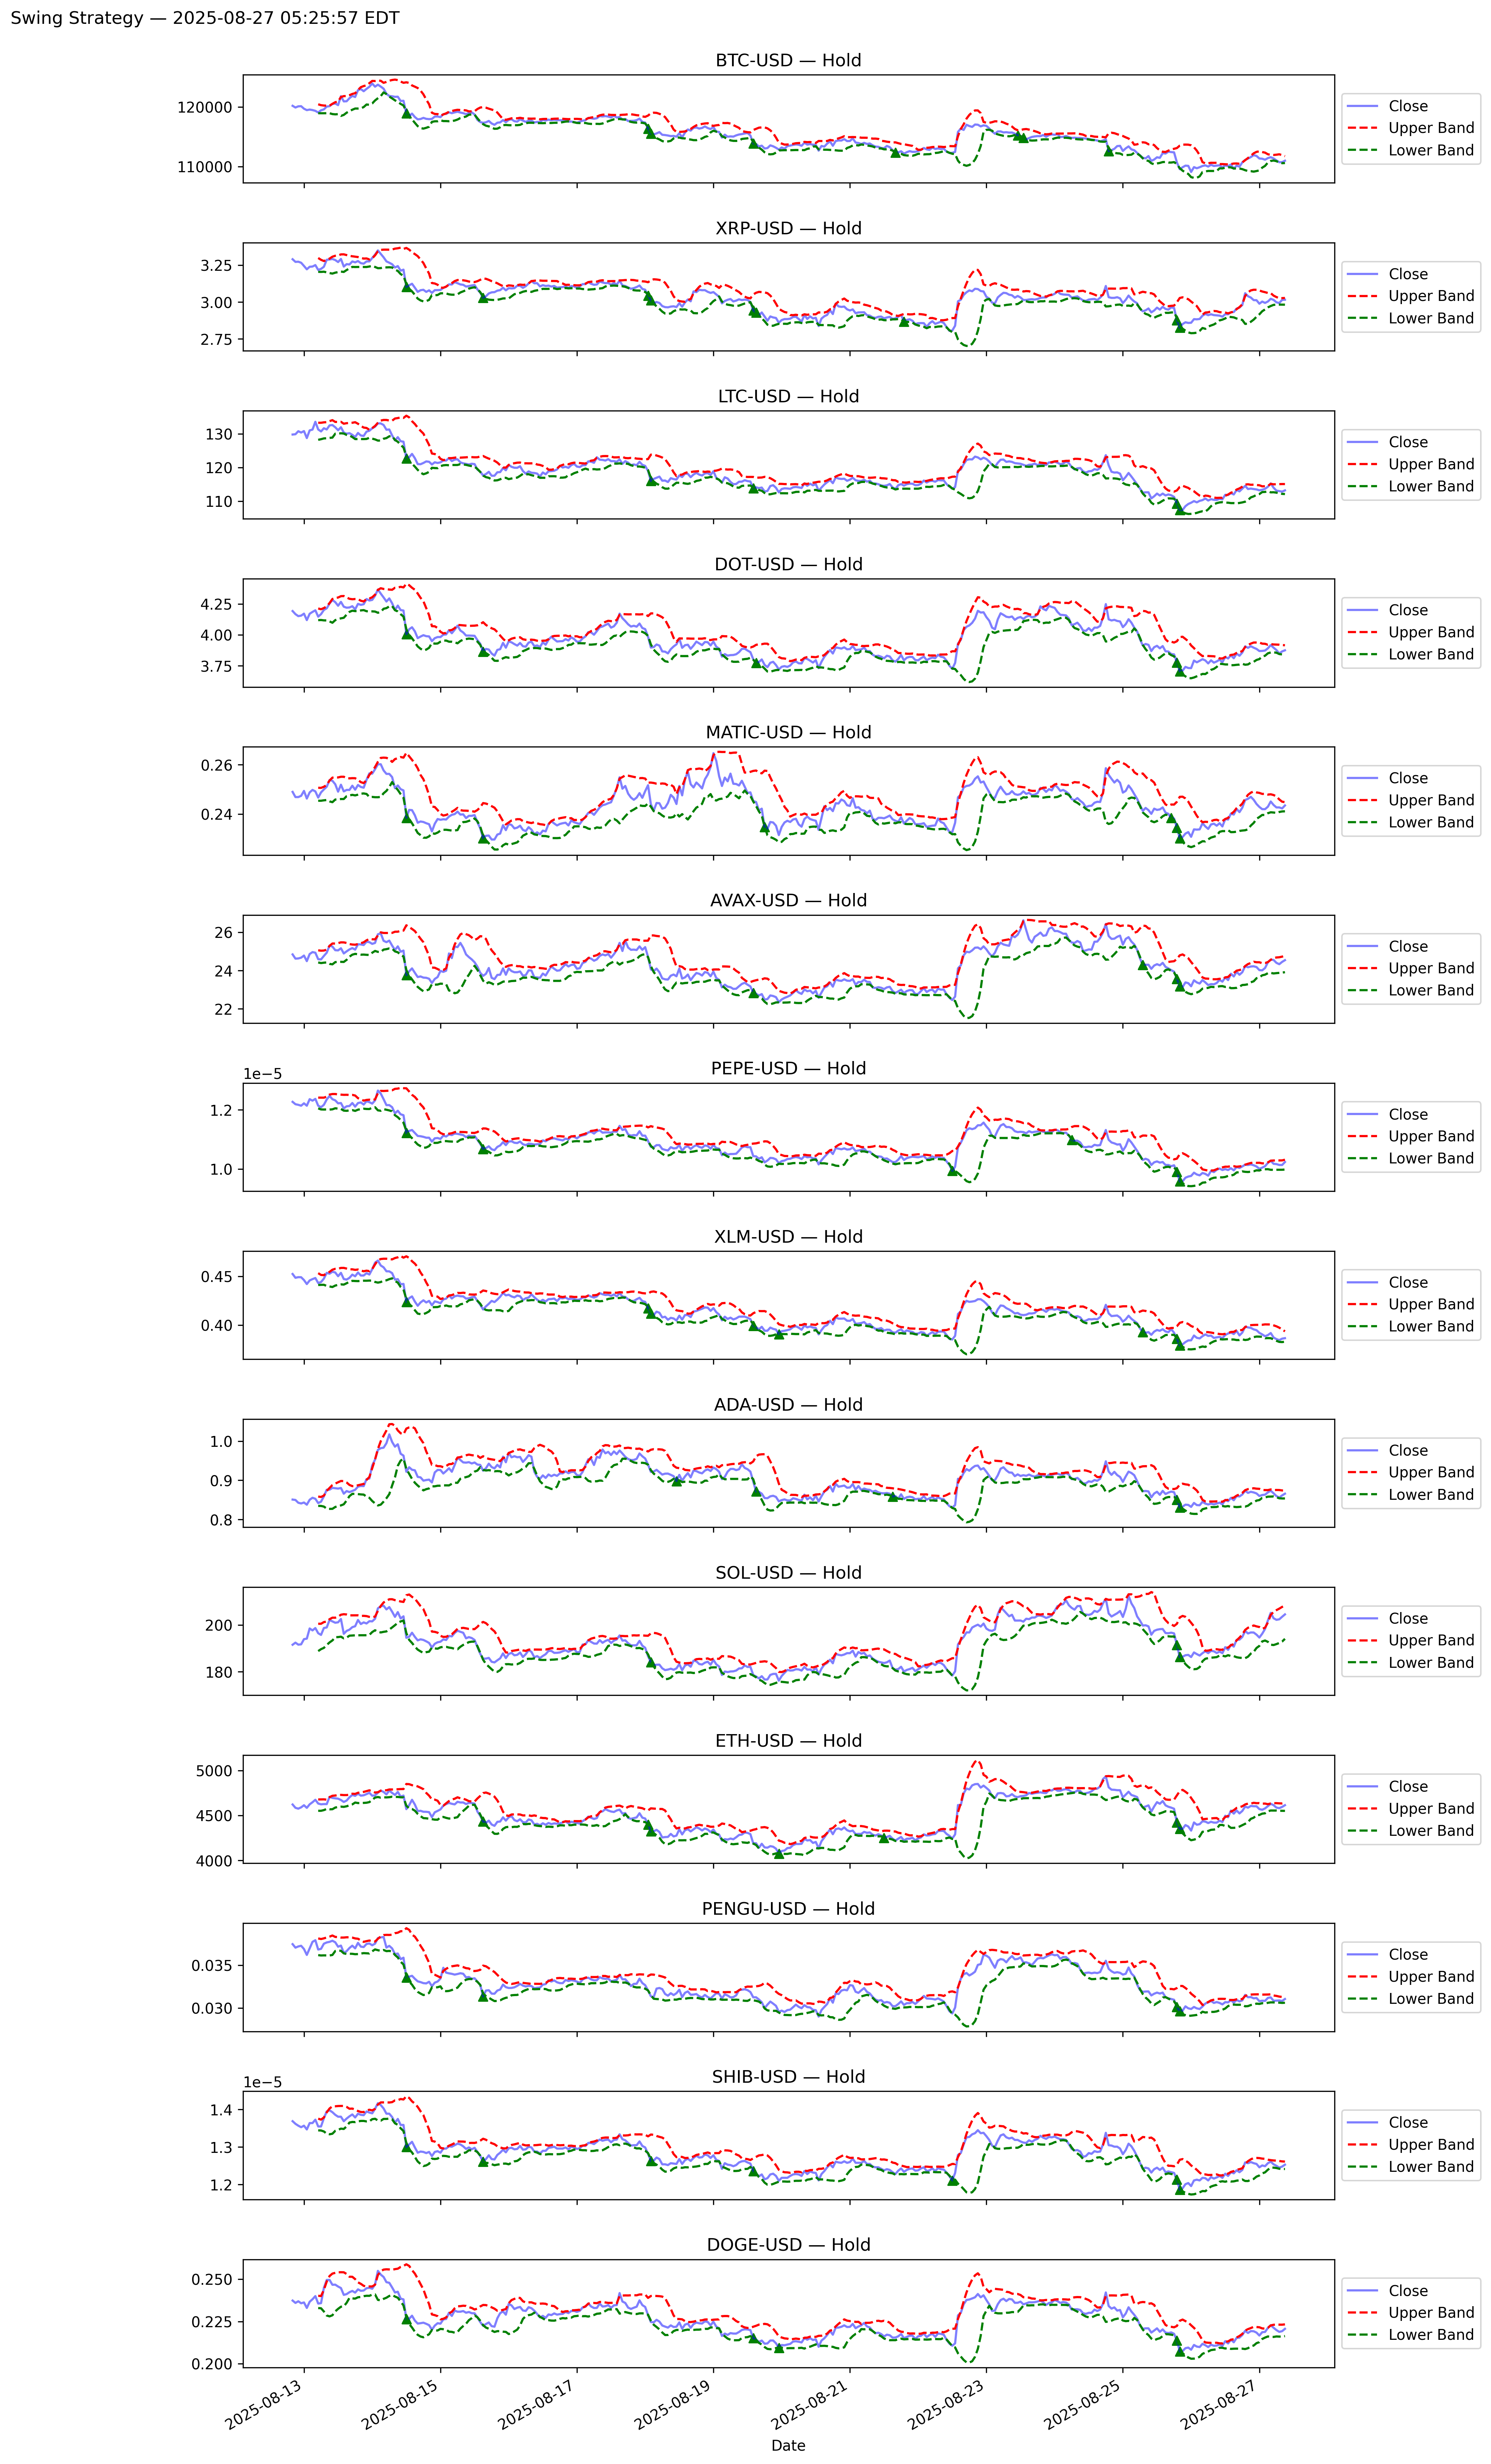 Swing Strategy — 2025-08-27 05:25:57 EDT
BTC-USD — Hold
120000
110000
Close
Upper Band
Lower Band
XRP-USD — Hold
3.25
3.00
2.75
Close
Upper Band
Lower Band
LTC-USD — Hold
130
120
110
Close
Upper Band
Lower Band
DOT-USD — Hold
4.25
4.00
3.75
Close
Upper Band
Lower Band
MATIC-USD — Hold
0.26
0.24
Close
Upper Band
Lower Band
AVAX-USD — Hold
26
24
22
Close
Upper Band
Lower Band
PEPE-USD — Hold
1e−5
1.2
1.0
Close
Upper Band
Lower Band
XLM-USD — Hold
0.45
0.40
Close
Upper Band
Lower Band
ADA-USD — Hold
1.0
0.9
0.8
Close
Upper Band
Lower Band
SOL-USD — Hold
200
180
Close
Upper Band
Lower Band
ETH-USD — Hold
5000
4500
4000
Close
Upper Band
Lower Band
PENGU-USD — Hold
0.035
0.030
Close
Upper Band
Lower Band
SHIB-USD — Hold
1e−5
1.4
1.3
1.2
Close
Upper Band
Lower Band
DOGE-USD — Hold
0.250
0.225
0.200
Close
Upper Band
Lower Band
2025-08-13
2025-08-15
2025-08-17
2025-08-19
2025-08-21
2025-08-23
2025-08-25
2025-08-27
Date